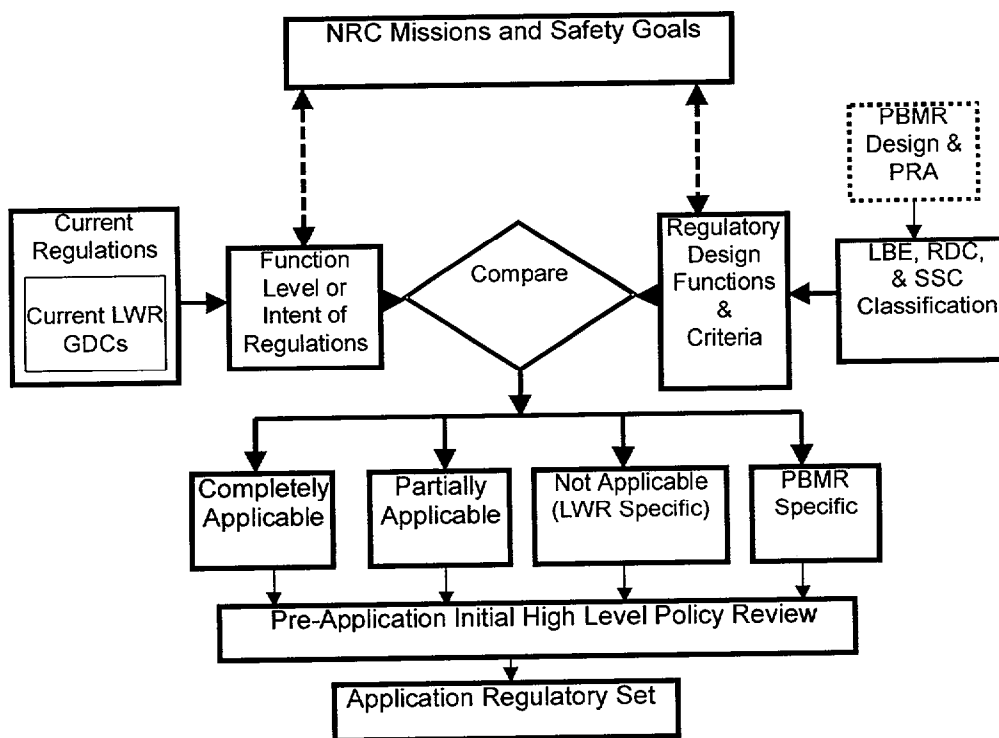 NRC Missions and Safety Goals
PBMR
Design &
PRA
Current
Regulations
Current LWR
GDCs
Function
Level or
Intent of
Regulations
Compare
Regulatory
Design
Functions
&
Criteria
LBE, RDC,
& SSC
Classification
Completely
Applicable
Partially
Applicable
Not Applicable
(LWR Specific)
PBMR
Specific
Pre-Application Initial High Level Policy Review
Application Regulatory Set